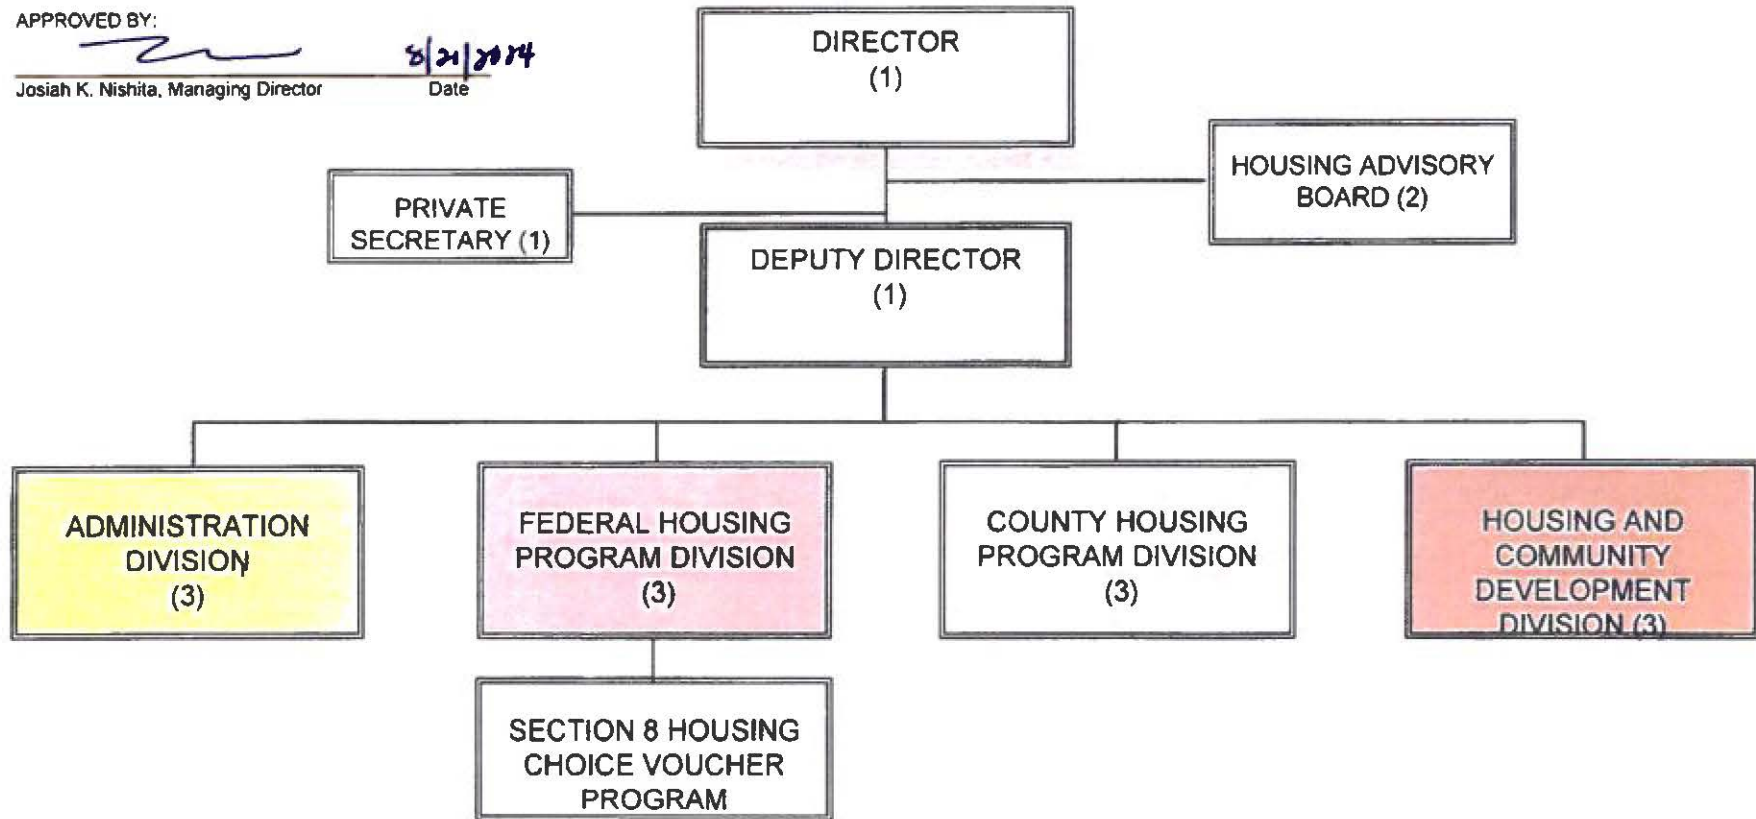 APPROVED BY:
8/21/2024
Josiah K. Nishita, Managing Director
Date
DIRECTOR
(1)
HOUSING ADVISORY
BOARD (2)
PRIVATE
SECRETARY (1)
DEPUTY DIRECTOR
(1)
ADMINISTRATION
DIVISION
(3)
FEDERAL HOUSING
PROGRAM DIVISION
(3)
COUNTY HOUSING
PROGRAM DIVISION
(3)
HOUSING AND
COMMUNITY
DEVELOPMENT
DIVISION (3)
SECTION 8 HOUSING
CHOICE VOUCHER
PROGRAM